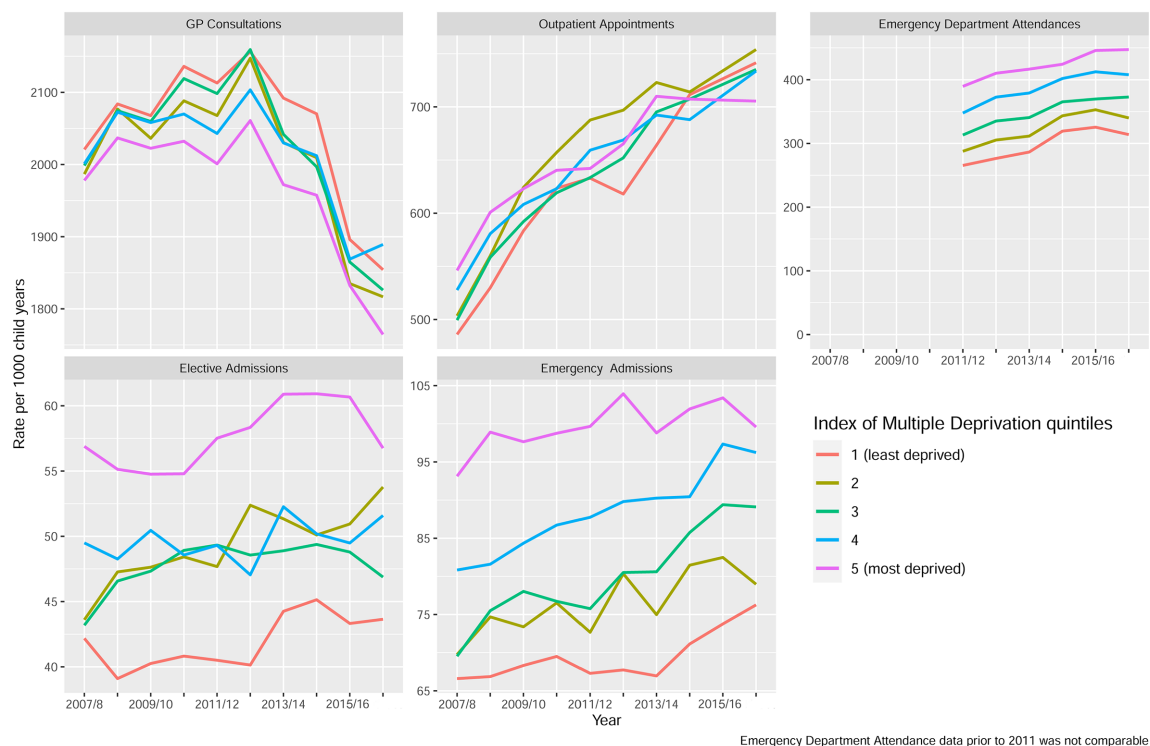 GP Consultations
Outpatient Appointments
Emergency Department Attendances
2100
2000
1900
1800
700
600
500
400
300
200
100
0
2007/8 2009/10 2011/12 2013/14 2015/16
Rate per 1000 child years
Elective Admissions
Emergency Admissions
60
55
50
45
40
105
95
85
75
65
Index of Multiple Deprivation quintiles
1 (least deprived)
2
3
4
5 (most deprived)
2007/8 2009/10 2011/12 2013/14 2015/16
2007/8 2009/10 2011/12 2013/14 2015/16
Year
Emergency Department Attendance data prior to 2011 was not comparable